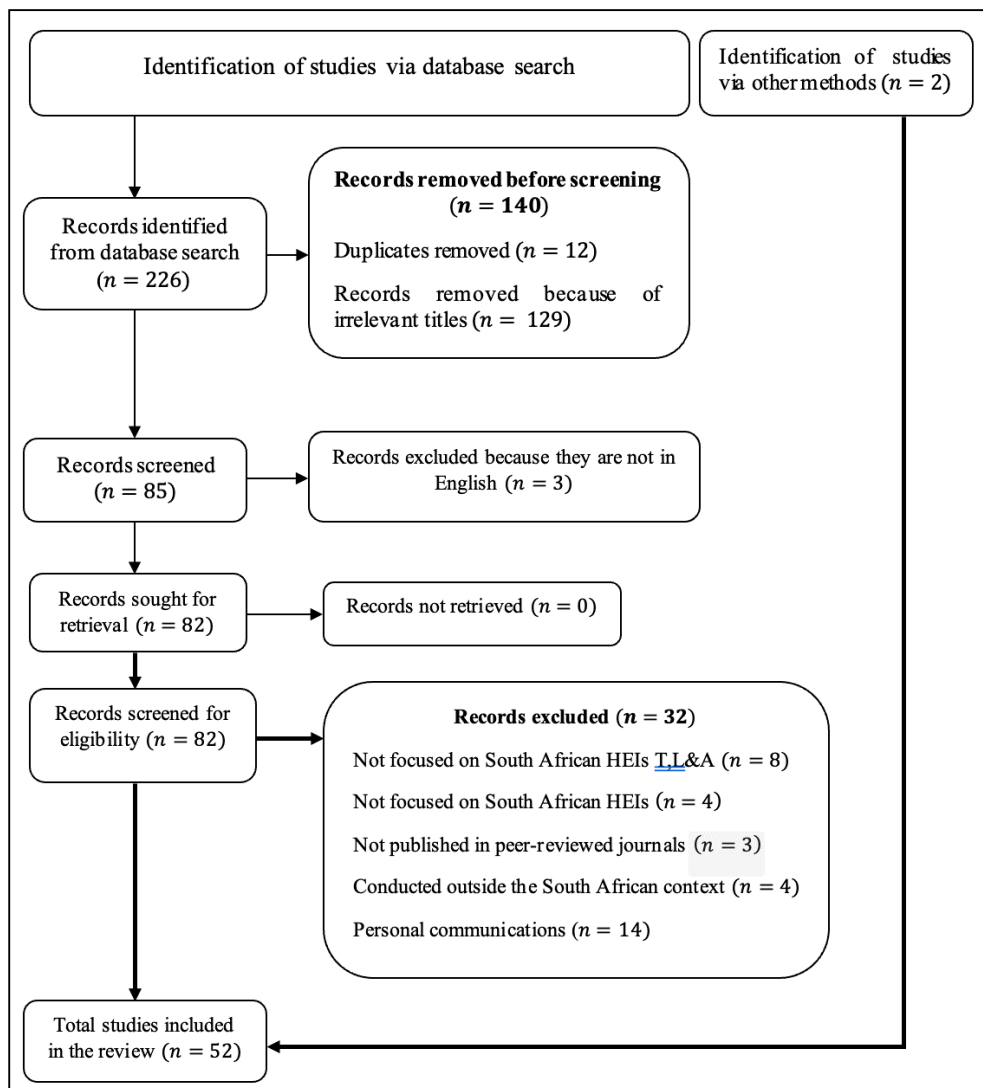 Identification of studies via database search
Identification of studies
via other methods (n = 2)
Records removed before screening
(n = 140)
Duplicates removed (n = 12)
Records removed because of
irrelevant titles (n = 129)
Records identified
from database search
(n = 226)
Records screened
(n = 85)
Records excluded because they are not in
English (n = 3)
Records sought for
retrieval (n = 82)
Records not retrieved (n = 0)
Records screened for
eligibility (n = 82)
Records excluded (n = 32)
Not focused on South African HEIs T,L&A (n = 8)
Not focused on South African HEIs (n = 4)
Not published in peer-reviewed journals (n = 3)
Conducted outside the South African context (n = 4)
Personal communications (n = 14)
Total studies included
in the review (n = 52)